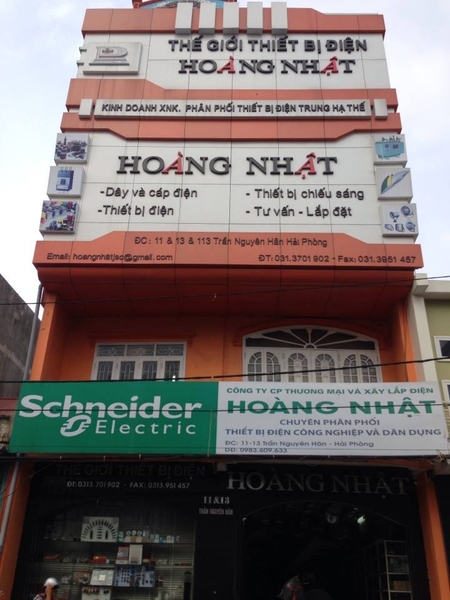 THẾ GIỚI THIẾT BỊ ĐIỆN
HOÀNG NHẬT
KINH DOANH XNK. PHÂN PHỐI THIẾT BỊ ĐIỆN TRUNG HẠ THẾ
HOÀNG NHẬT
-Dây và cáp điện
- Thiết bị chiếu sáng
-Thiết bị điện
- Tư vấn - Lắp đặt
ĐC: 11 & 13 & 113 Trần Nguyên Hãn Hải Phòng
Email: hoangnhatjsc@gmail.com
ĐT: 031.3701 902 - Fax: 031.3951 457
Schneider
Electric
CÔNG TY CP THƯƠNG MẠI VÀ XÂY LẮP ĐIỆN
HOÀNG NHẬT
CHUYÊN PHÂN PHỐI
THIẾT BỊ ĐIỆN CÔNG NGHIỆP VÀ DÂN DỤNG
ĐC: 11-13 Trần Nguyên Hãn - Hải Phòng
DĐ: 0983.609.633
THẾ GIỚI THIẾT BỊ ĐIỆN
ĐT: 0313.701902 - FAX: 0313.951457
11 &13
TRẦN NGUYÊN HÃN
HOÀNG NHẬT